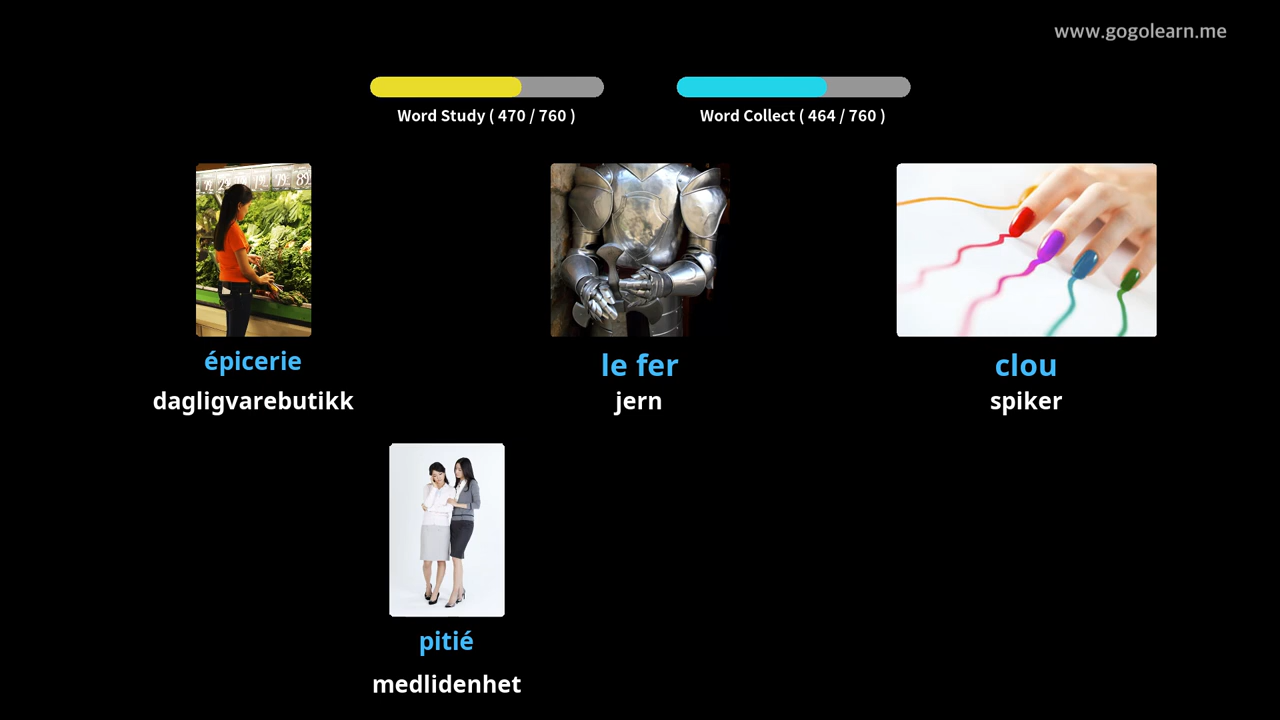 www.gogolearn.me
Word Study ( 470 / 760 )
Word Collect ( 464 / 760 )
épicerie
dagligvarebutikk
le fer
jern
clou
spiker
pitié
medlidenhet